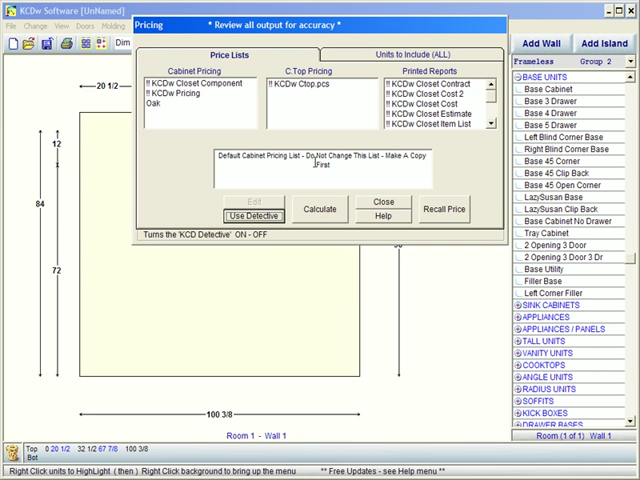 KCDw Software [UnNamed]
File Change View Doors Molding
Dim
Add Wall Add Island
Frameless Group 2
BASE UNITS
Base Cabinet
Base 3 Drawer
Base 4 Drawer
Base 5 Drawer
Left Blind Corner Base
Right Blind Corner Base
Base 45 Corner
Base 45 Clip Back
Base 45 Open Corner
LazySusan Base
LazySusan Clip Back
Base Cabinet No Drawer
Tray Cabinet
2 Opening 3 Door
2 Opening 3 Door 3 Dr
Base Utility
Filler Base
Left Corner Filler
SINK CABINETS
APPLIANCES
APPLIANCES / PANELS
TALL UNITS
VANITY UNITS
COOKTOPS
ANGLE UNITS
RADIUS UNITS
SOFFITS
KICK BOXES
DRAWER BASES
Room (1 of 1) Wall 1
Pricing * Review all output for accuracy *
Price Lists
Units to Include (ALL)
Cabinet Pricing
!! KCDw Closet Component
!! KCDw Pricing
Oak
C.Top Pricing
!! KCDw Ctop.pcs
Printed Reports
!! KCDw Closet Contract
!! KCDw Closet Cost 2
!! KCDw Closet Cost
!! KCDw Closet Estimate
!! KCDw Closet Item List
Default Cabinet Pricing List - Do Not Change This List - Make A Copy
First
Edit
Use Detective
Calculate
Close
Help
Recall Price
Turns the 'KCD Detective' ON - OFF
20 1/2
12
84
72
100 3/8
Room 1 - Wall 1
Top 0 20 1/2 32 1/2 67 7/8 100 3/8
Bot
Right Click units to HighLight ( then ) Right Click background to bring up the menu ** Free Updates - see Help menu **